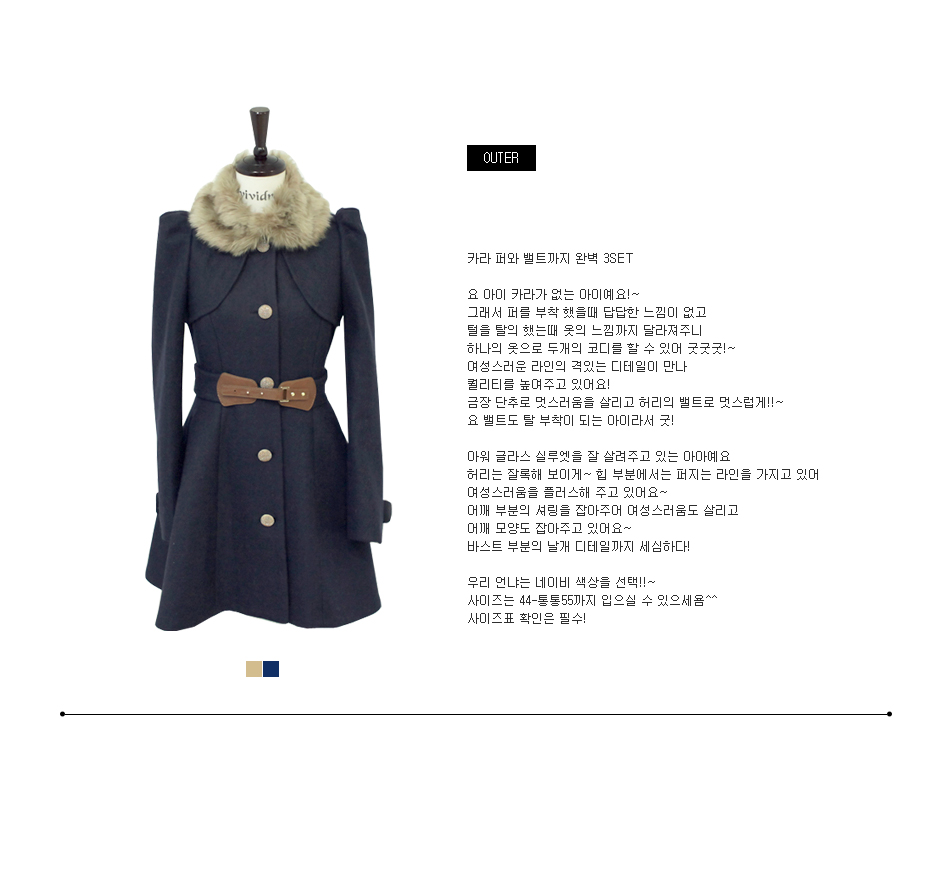 vividn
OUTER
카라 퍼와 밸트까지 완벽 3SET
요 아이 카라가 없는 아이예요!~
그래서 퍼를 부착 했을때 답답한 느낌이 없고
털을 탈의 했는때 옷의 느낌까지 달라져주니
하나의 옷으로 두개의 코디를 할 수 있어 굿굿굿!~
여성스러운 라인의 격있는 디테일이 만나
퀄리티를 높여주고 있어요!
금장 단추로 멋스러움을 살리고 허리의 밸트로 멋스럽게!!~
요 밸트도 탈 부착이 되는 아이라서 굿!
아워 글라스 실루엣을 잘 살려주고 있는 아아예요
허리는 잘록해 보이게~ 힙 부분에서는 퍼지는 라인을 가지고 있어
여성스러움을 플러스해 주고 있어요~
어깨 부분의 셔링을 잡아주어 여성스러움도 살리고
어깨 모양도 잡아주고 있어요~
바스트 부분의 날개 디테일까지 세심하다!
우리 언냐는 네이비 색상을 선택!!~
사이즈는 44-통통55까지 입으실 수 있으세욤^^
사이즈표 확인은 필수!